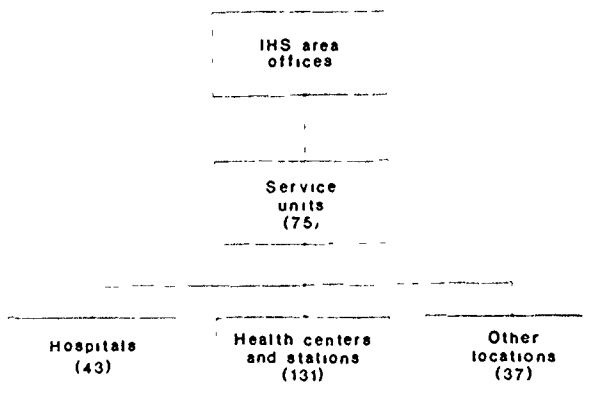 IHS area
offices
Service
units
(75)
Hospitals
(43)
Health centers
and stations
(131)
Other
locations
(37)